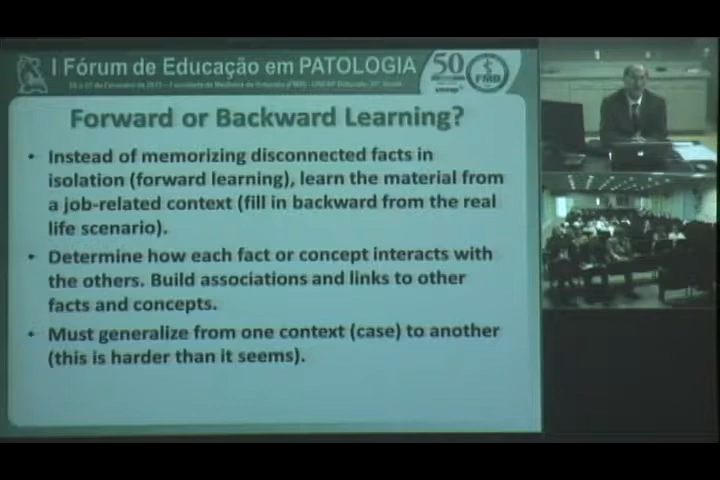 I Fórum de Educação em PATOLOGIA
50
FMB
unesp
Forward or Backward Learning?
• Instead of memorizing disconnected facts in
isolation (forward learning), learn the material from
a job-related context (fill in backward from the real
life scenario).
• Determine how each fact or concept interacts with
the others. Build associations and links to other
facts and concepts.
• Must generalize from one context (case) to another
(this is harder than it seems).